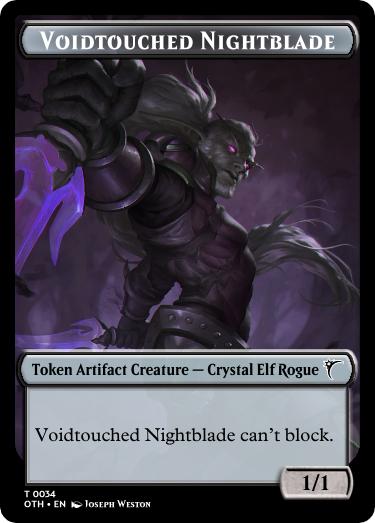 Voidtouched Nightblade
Token Artifact Creature — Crystal Elf Rogue
Voidtouched Nightblade can't block.
1/1
T 0034
OTH • EN Joseph Weston